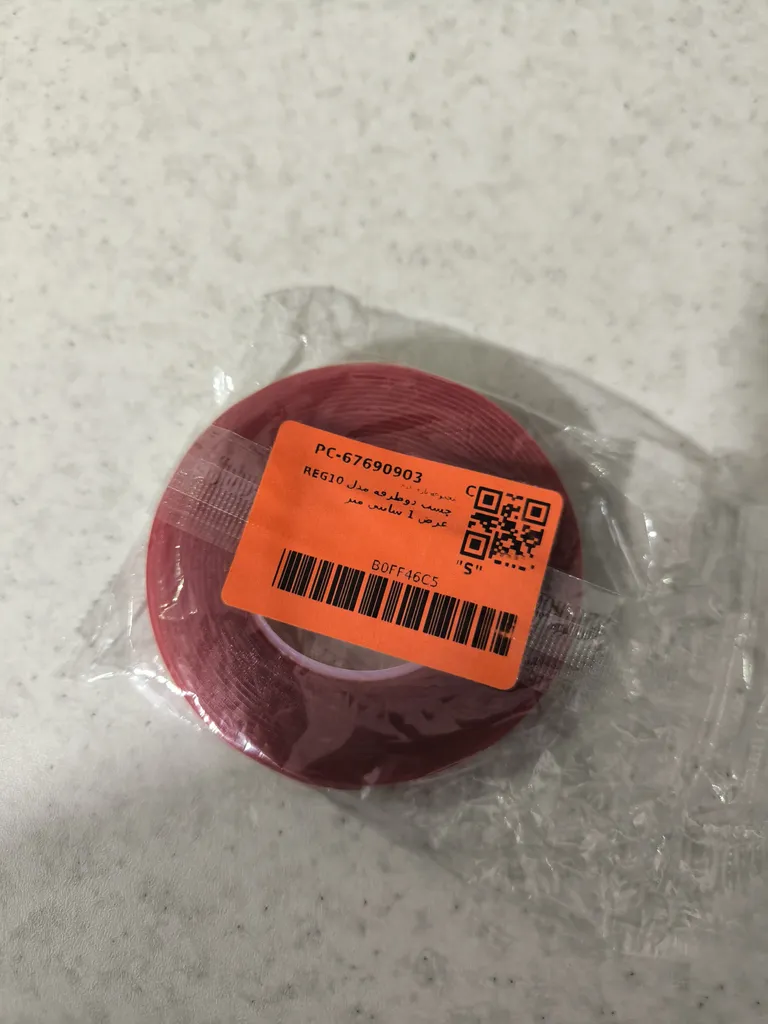 PC-67690903
C
چسب دوطرفه مدل REG10
عرض 1 سانتی متر
"S"
B0FF46C5